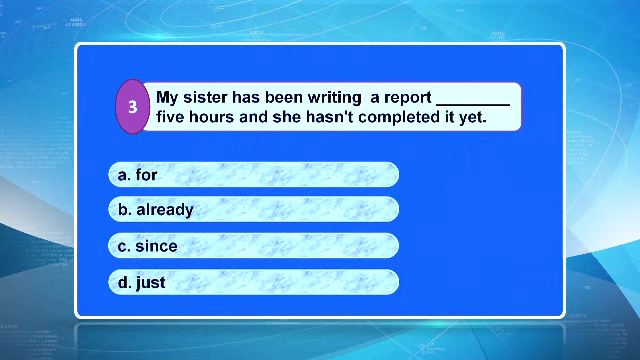 3
My sister has been writing a report ________
five hours and she hasn't completed it yet.
a. for
b. already
c. since
d. just